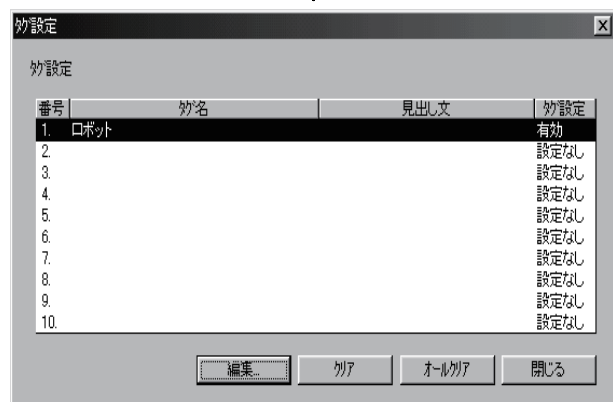 ﾀｸﾞ設定
ﾀｸﾞ設定
番号 ﾀｸﾞ名 見出し文 ﾀｸﾞ設定
1. ロボット 有効
2. 設定なし
3. 設定なし
4. 設定なし
5. 設定なし
6. 設定なし
7. 設定なし
8. 設定なし
9. 設定なし
10. 設定なし
編集... ｸﾘｱ ｵｰﾙｸﾘｱ 閉じる